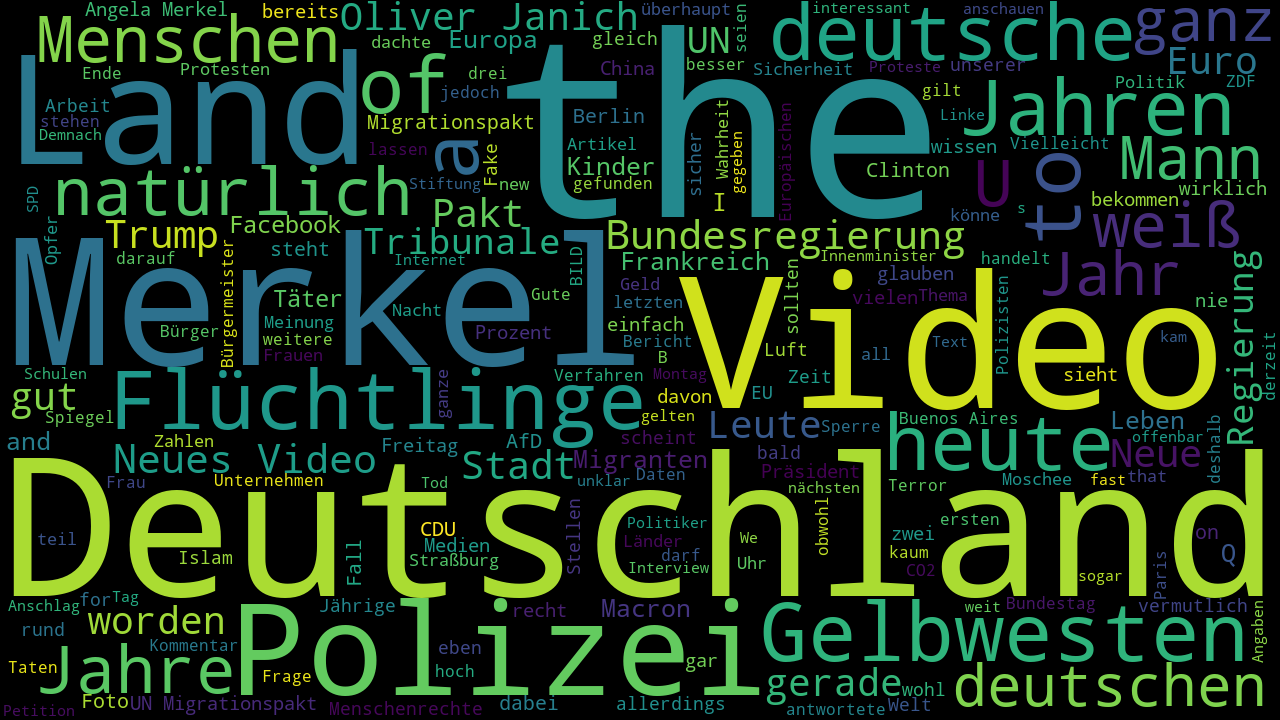 Angela Merkel
bereits
Oliver Janich
überhaupt
interessant
anschauen
ganz
Menschen
dachte
Europa
gleich
UN
seien
deutsche
Euro
Ende
Protesten
of
drei
China
besser
Sicherheit
Proteste
unserer
Politik
ZDF
Land
the
Arbeit
stehen
Demnach
jedoch
gilt
Jahren
Linke
Migrationspakt
Berlin
lassen
a
Fake
Artikel
Kinder
sicher
Wahrheit
gegeben
Europäischen
wissen
Vielleicht
Mann
SPD
natürlich
Stiftung
new
gefunden
I
Clinton
U
to
bekommen
wirklich
Opfer
Trump
Facebook
Pakt
könne
s
weiß
darauf
Bürgermeister
steht
Tribunale
Bundesregierung
Innenminister
handelt
Merkel
Internet
BILD
Frankreich
glauben
Jahr
Regierung
Täter
Nacht
Gute
Geld
letzten
sollten
vielen
Thema
Polizisten
nie
derzeit
Bürger
Meinung
weitere
Prozent
einfach
Bericht
Video
Text
kam
Frauen
B
Luft
all
Schulen
Flüchtlinge
ganze
Verfahren
Montag
EU
Zeit
sieht
gut
Spiegel
davon
gelten
Leute
Sperre
Buenos Aires
Leben
and
Zahlen
Freitag
AfD
scheint
heute
offenbar
deshalb
Neues Video
Stadt
Migranten
bald
Neue
Frau
Unternehmen
Tod
unklar
Daten
Präsident
nächsten
Terror
Moschee
fast
that
Deutschland
teil
Islam
Fall
CDU
Medien
Straßburg
Stellen
Politiker
Länder
darf
Interview
We
Uhr
obwohl
zwei
kaum
ersten
CO2
sogar
Paris
on
Q
Anschlag
for
Tag
Jährige
recht
Macron
weit
Bundestag
vermutlich
Angaben
rund
worden
Polizei
Gelbwesten
Kommentar
eben
Taten
Jahre
Frage
hoch
gar
gerade
wohl
deutschen
Petition
Foto
UN Migrationspakt
Menschenrechte
dabei
allerdings
antwortete
Welt